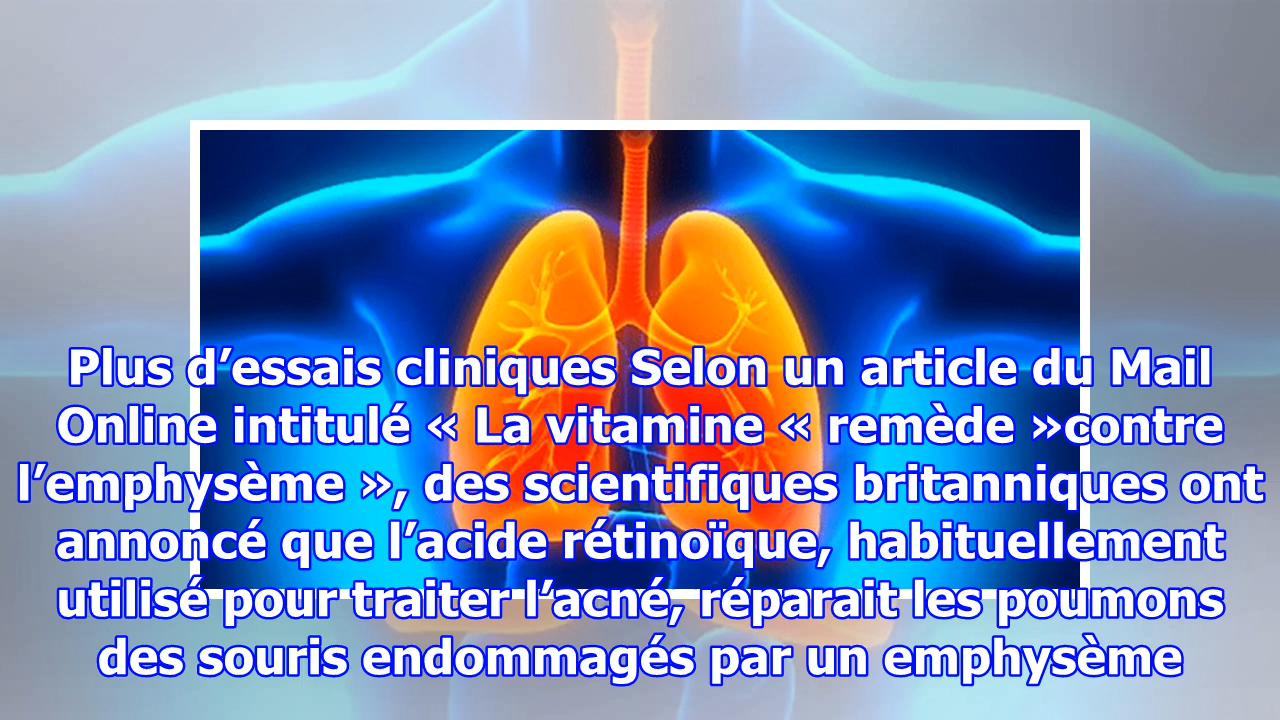 Plus d’essais cliniques Selon un article du Mail
Online intitulé « La vitamine « remède »contre
l’emphysème », des scientifiques britanniques ont
annoncé que l’acide rétinoïque, habituellement
utilisé pour traiter l’acné, réparait les poumons
des souris endommagés par un emphysème